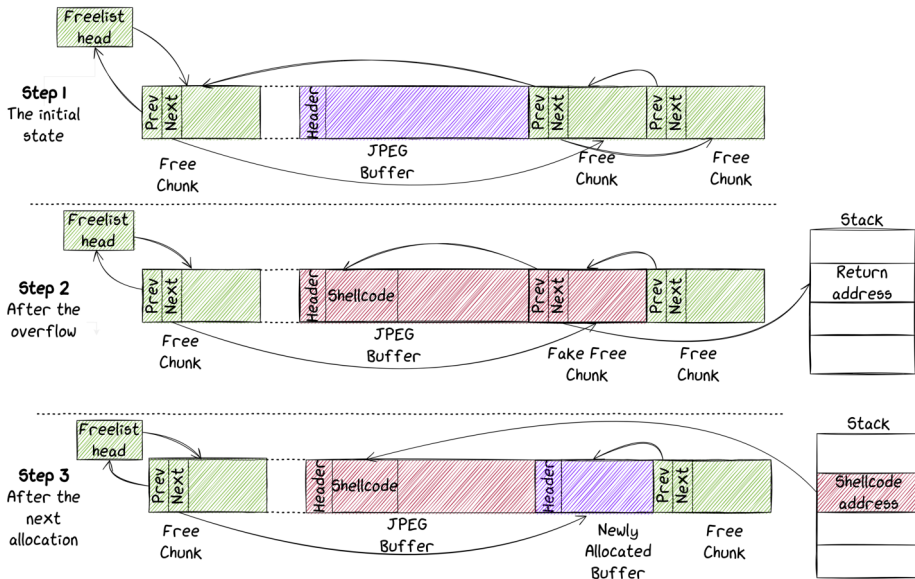 Freelist
head
Step 1
The initial
state
Prev
Next
Header
Prev
Next
Prev
Next
Free
Chunk
JPEG
Buffer
Free
Chunk
Free
Chunk
Freelist
head
Stack
Step 2
After the
overflow
Prev
Next
Header
Shellcode
Prev
Next
Prev
Next
Return
address
Free
Chunk
JPEG
Buffer
Fake Free
Chunk
Free
Chunk
Freelist
head
Stack
Step 3
After the
next
allocation
Prev
Next
Header
Shellcode
Header
Prev
Next
Shellcode
address
Free
Chunk
JPEG
Buffer
Newly
Allocated
Buffer
Free
Chunk